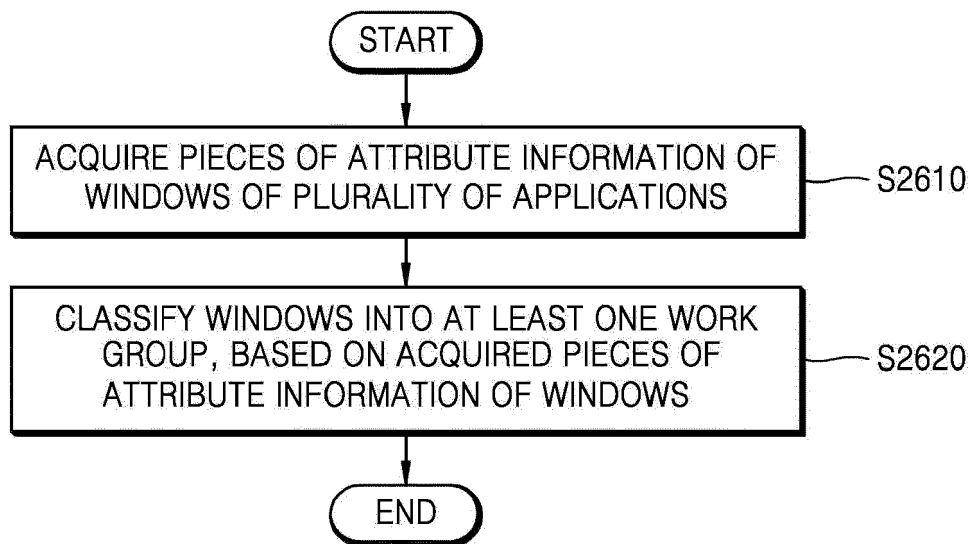 START
ACQUIRE PIECES OF ATTRIBUTE INFORMATION OF
WINDOWS OF PLURALITY OF APPLICATIONS
S2610
CLASSIFY WINDOWS INTO AT LEAST ONE WORK
GROUP, BASED ON ACQUIRED PIECES OF
ATTRIBUTE INFORMATION OF WINDOWS
S2620
END